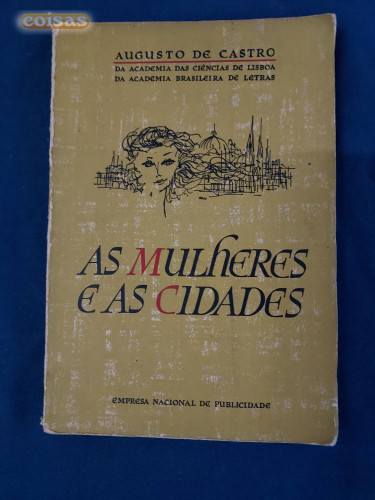 coisas
AUGUSTO DE CASTRO
DA ACADEMIA DAS CIÊNCIAS DE LISBOA
DA ACADEMIA BRASILEIRA DE LETRAS
AS MULHERES
E AS CIDADES
EMPRESA NACIONAL DE PUBLICIDADE